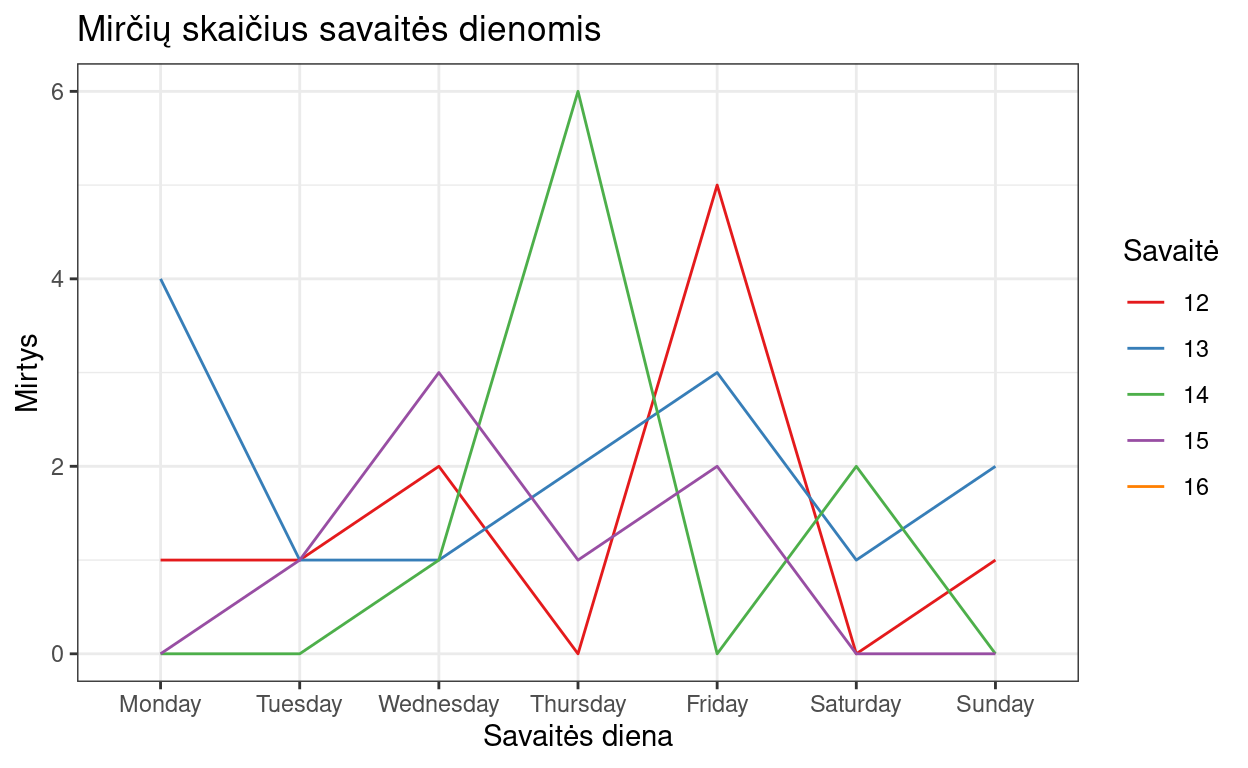 Mirčių skaičius savaitės dienomis
Mirtys
6
4
2
0
Monday Tuesday Wednesday Thursday Friday Saturday Sunday
Savaitės diena
Savaitė
12
13
14
15
16